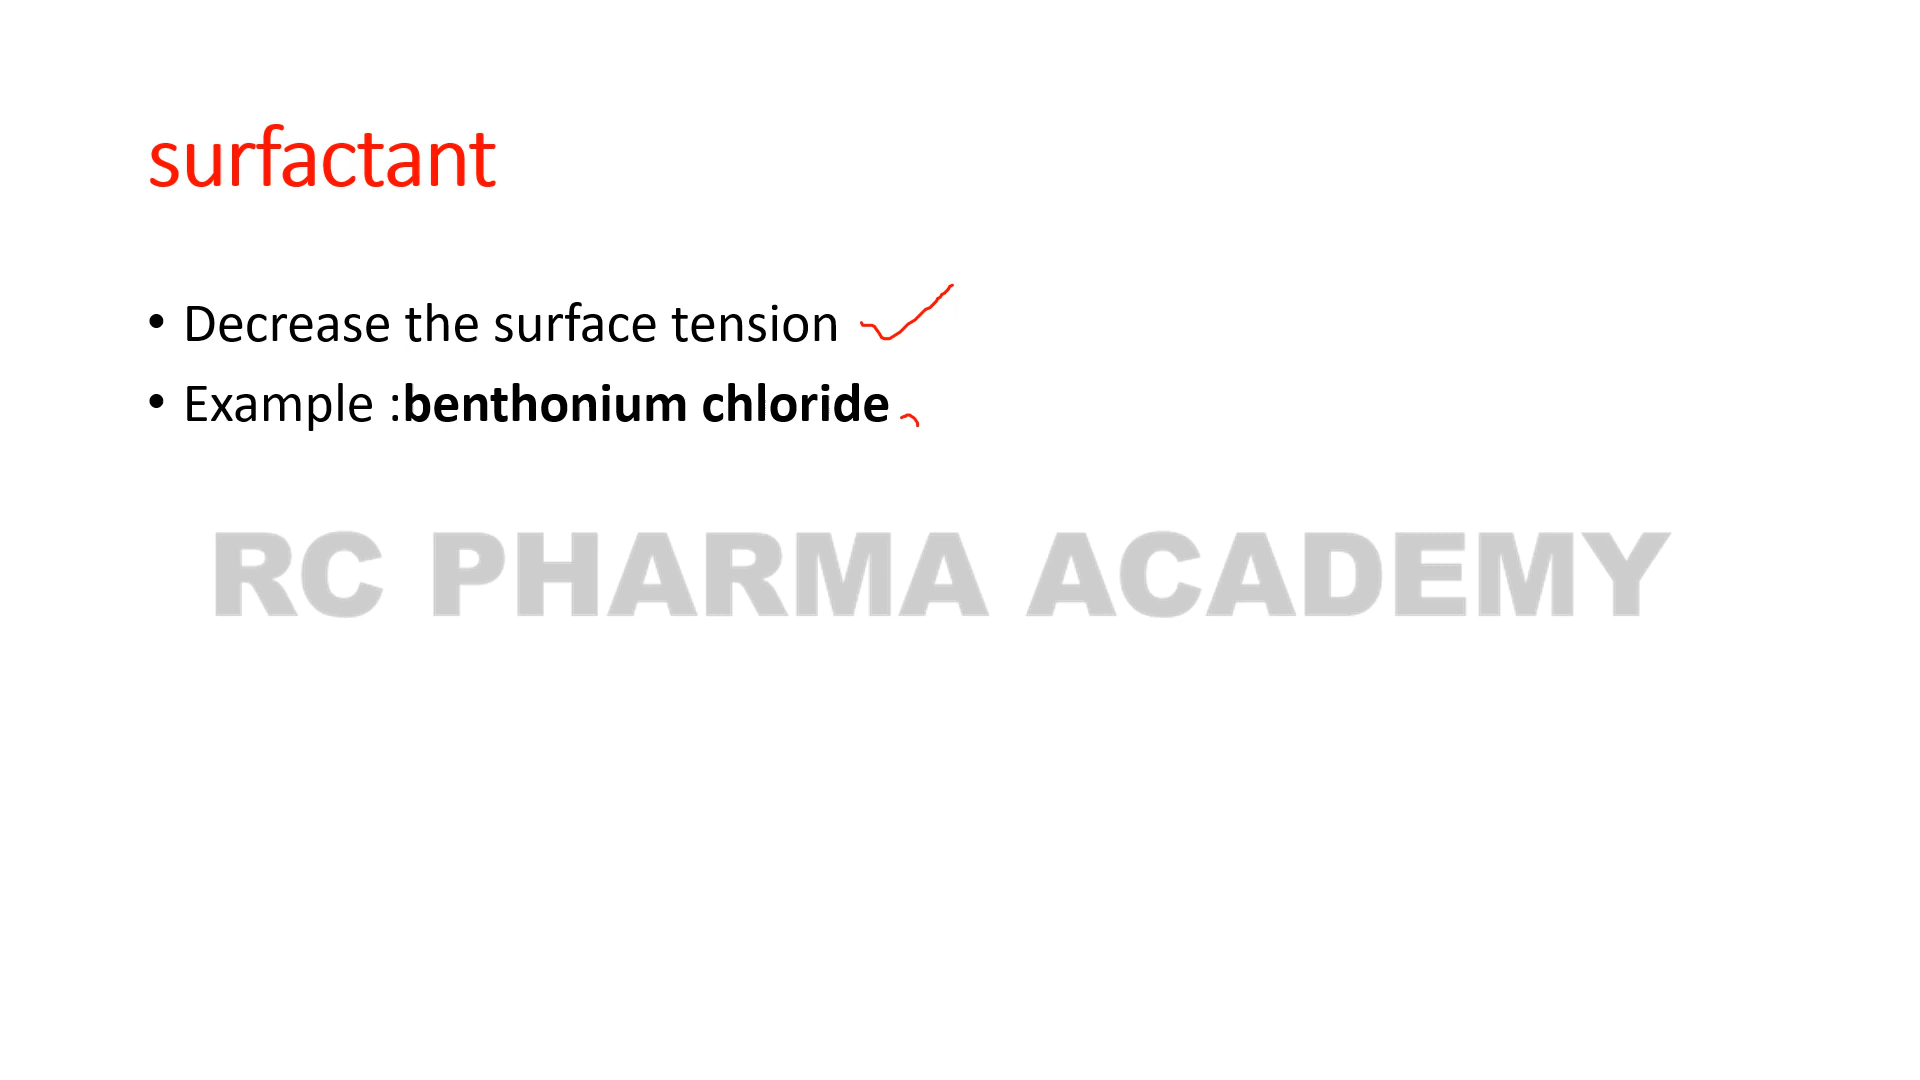 surfactant
• Decrease the surface tension
• Example :benthonium chloride
RC PHARMA ACADEMY